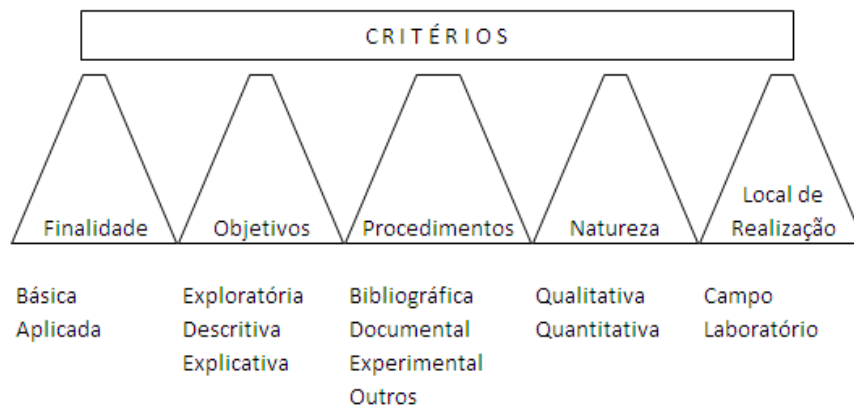 CRITÉRIOS
Finalidade
Objetivos
Procedimentos
Natureza
Local de
Realização
Básica
Aplicada
Exploratória
Descritiva
Explicativa
Bibliográfica
Documental
Experimental
Outros
Qualitativa
Quantitativa
Campo
Laboratório